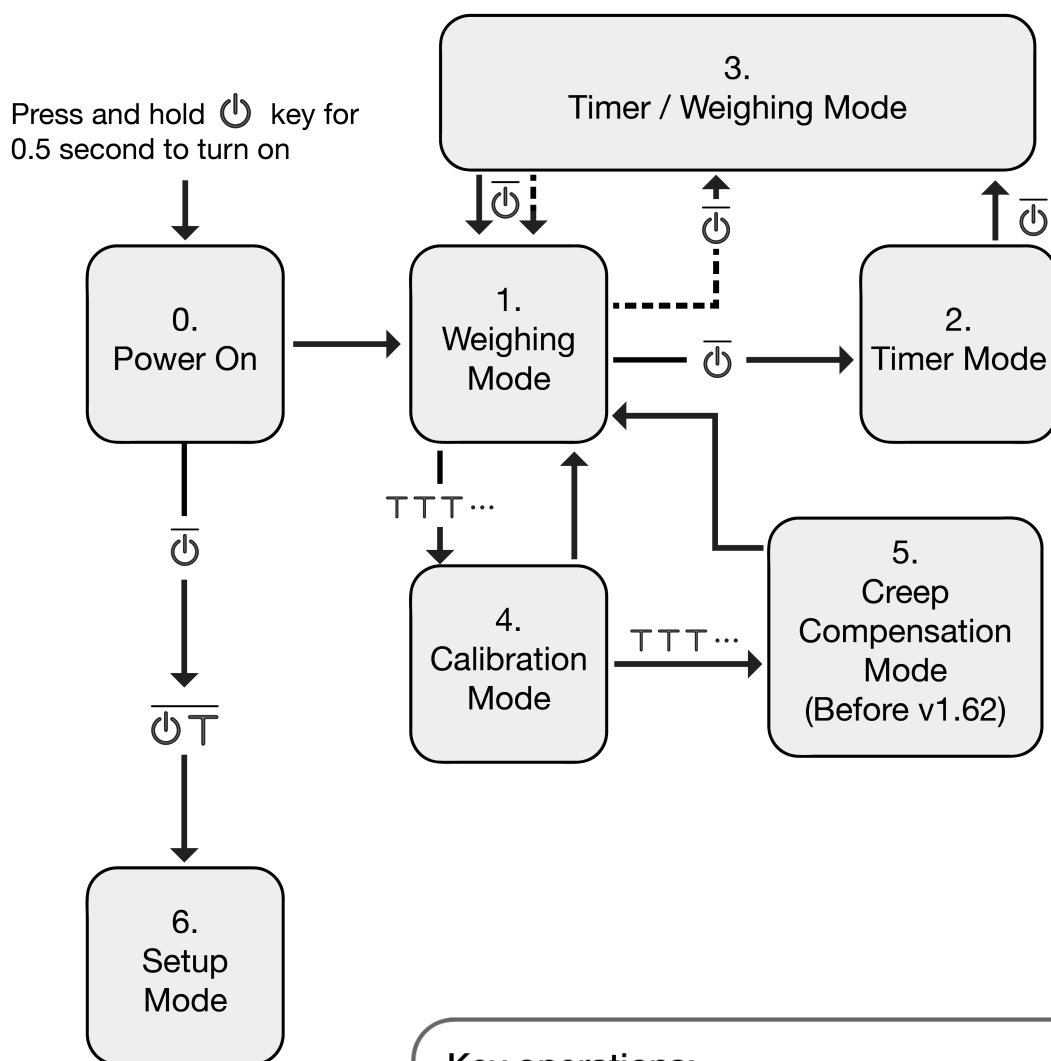 3.
Timer / Weighing Mode
Press and hold ⏻ key for
0.5 second to turn on
0.
Power On
1.
Weighing
Mode
2.
Timer Mode
T T T ...
4.
Calibration
Mode
T T T ...
5.
Creep
Compensation
Mode
(Before v1.62)
T
6.
Setup
Mode
Key operations: